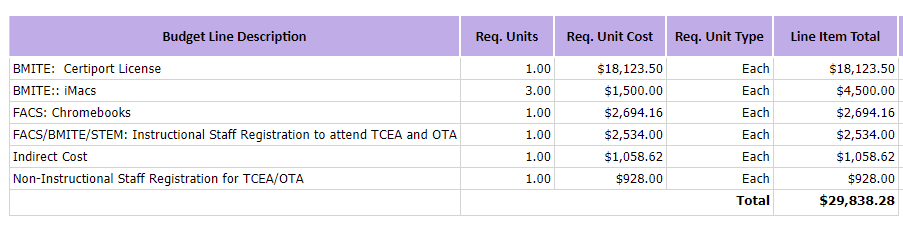 Budget Line Description Req. Units Req. Unit Cost Req. Unit Type Line Item Total
BMITE:  Certiport License 1.00 $18,123.50 Each $18,123.50
BMITE:: iMacs 3.00 $1,500.00 Each $4,500.00
FACS: Chromebooks 1.00 $2,694.16 Each $2,694.16
FACS/BMITE/STEM: Instructional Staff Registration to attend TCEA and OTA 1.00 $2,534.00 Each $2,534.00
Indirect Cost 1.00 $1,058.62 Each $1,058.62
Non-Instructional Staff Registration for TCEA/OTA 1.00 $928.00 Each $928.00
Total $29,838.28